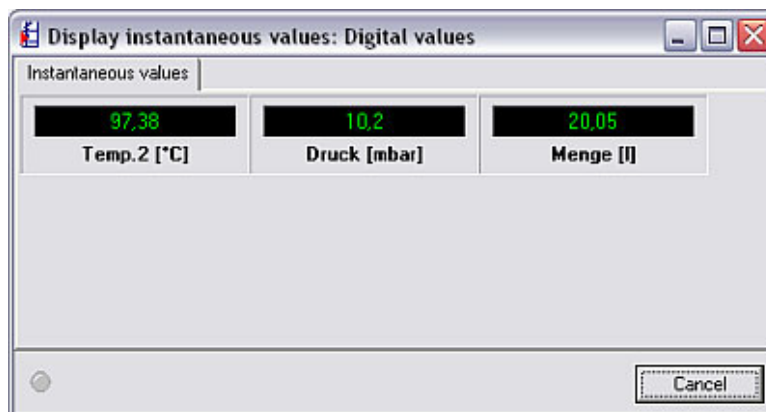 Display instantaneous values: Digital values
Instantaneous values
97,38 10,2 20,05
Temp.2 [°C] Druck [mbar] Menge [l]
Cancel